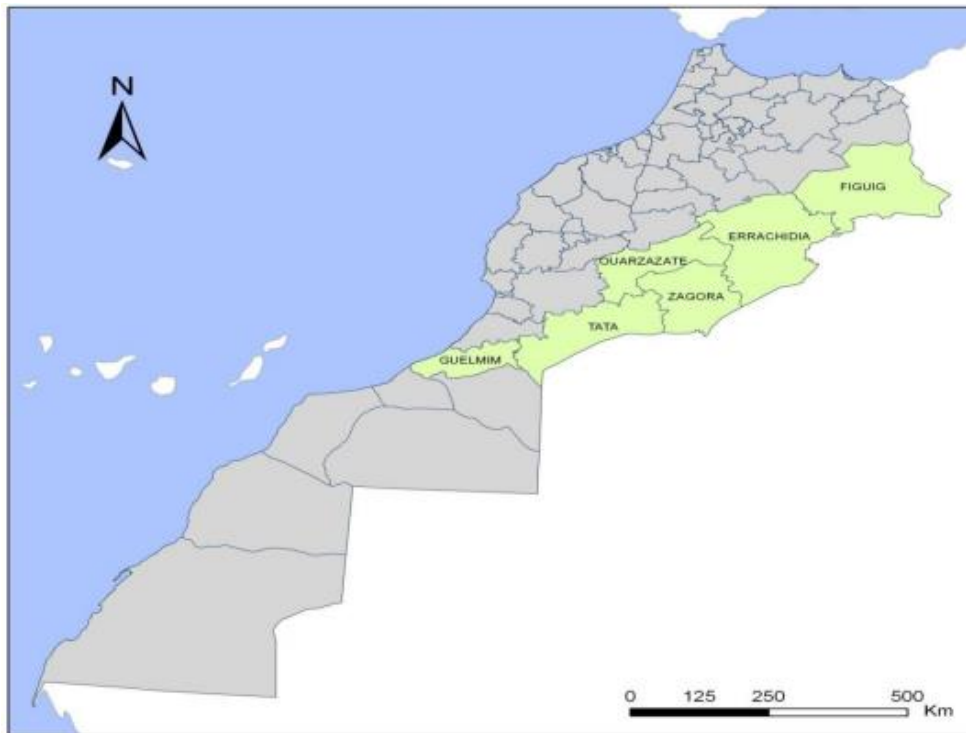 N
FIGUIG
ERRACHIDIA
OUARZAZATE
ZAGORA
TATA
GUELMIM
0 125 250 500
Km